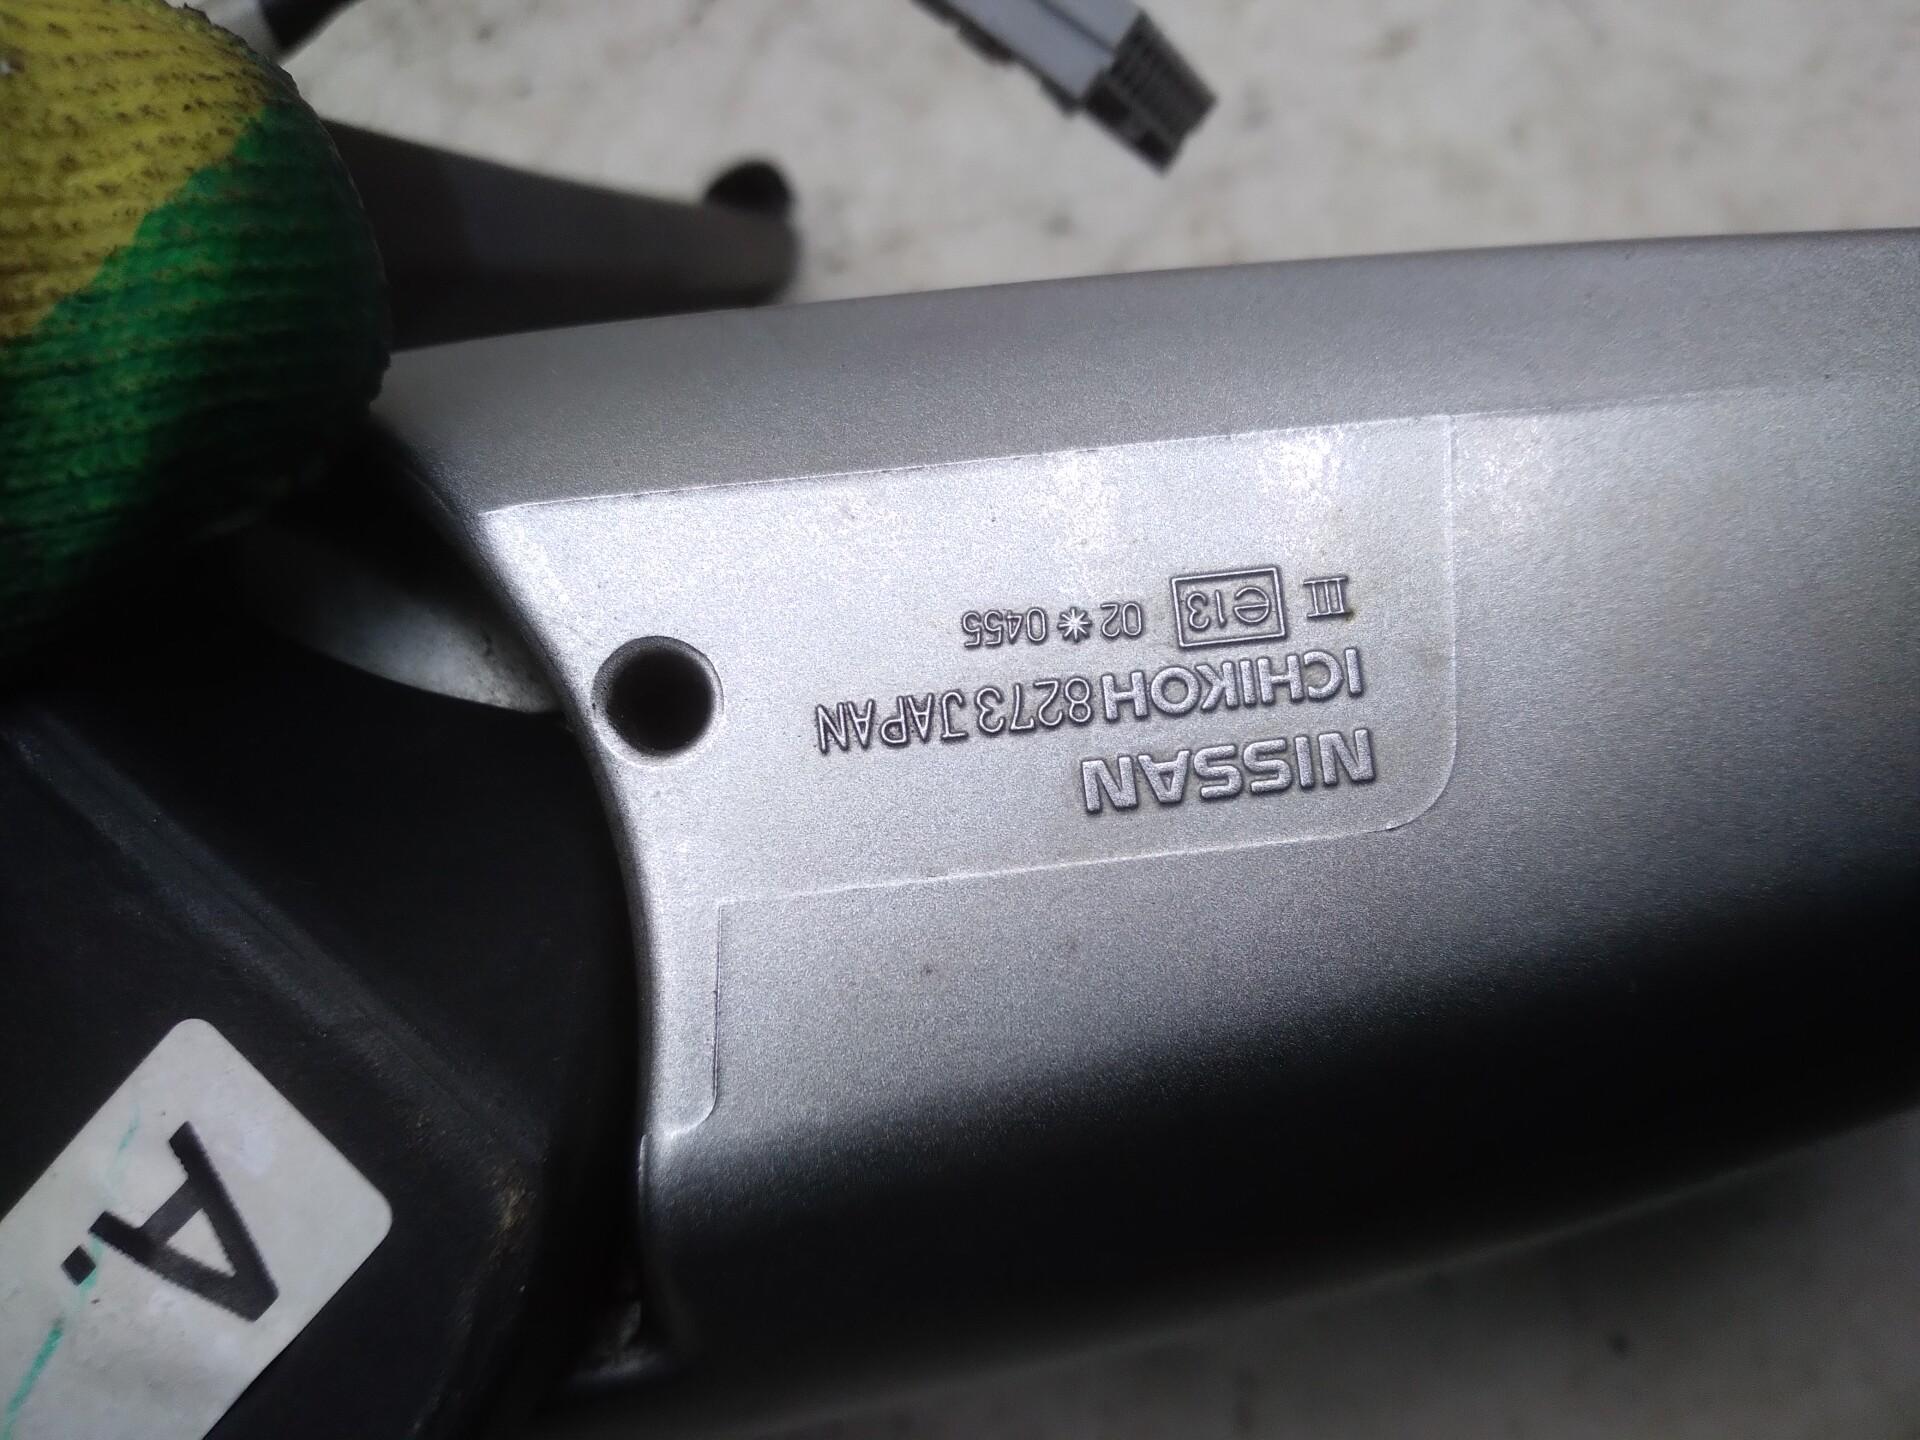 NISSAN
ICHIKOH 8273 JAPAN
III e13 02*0455
A.